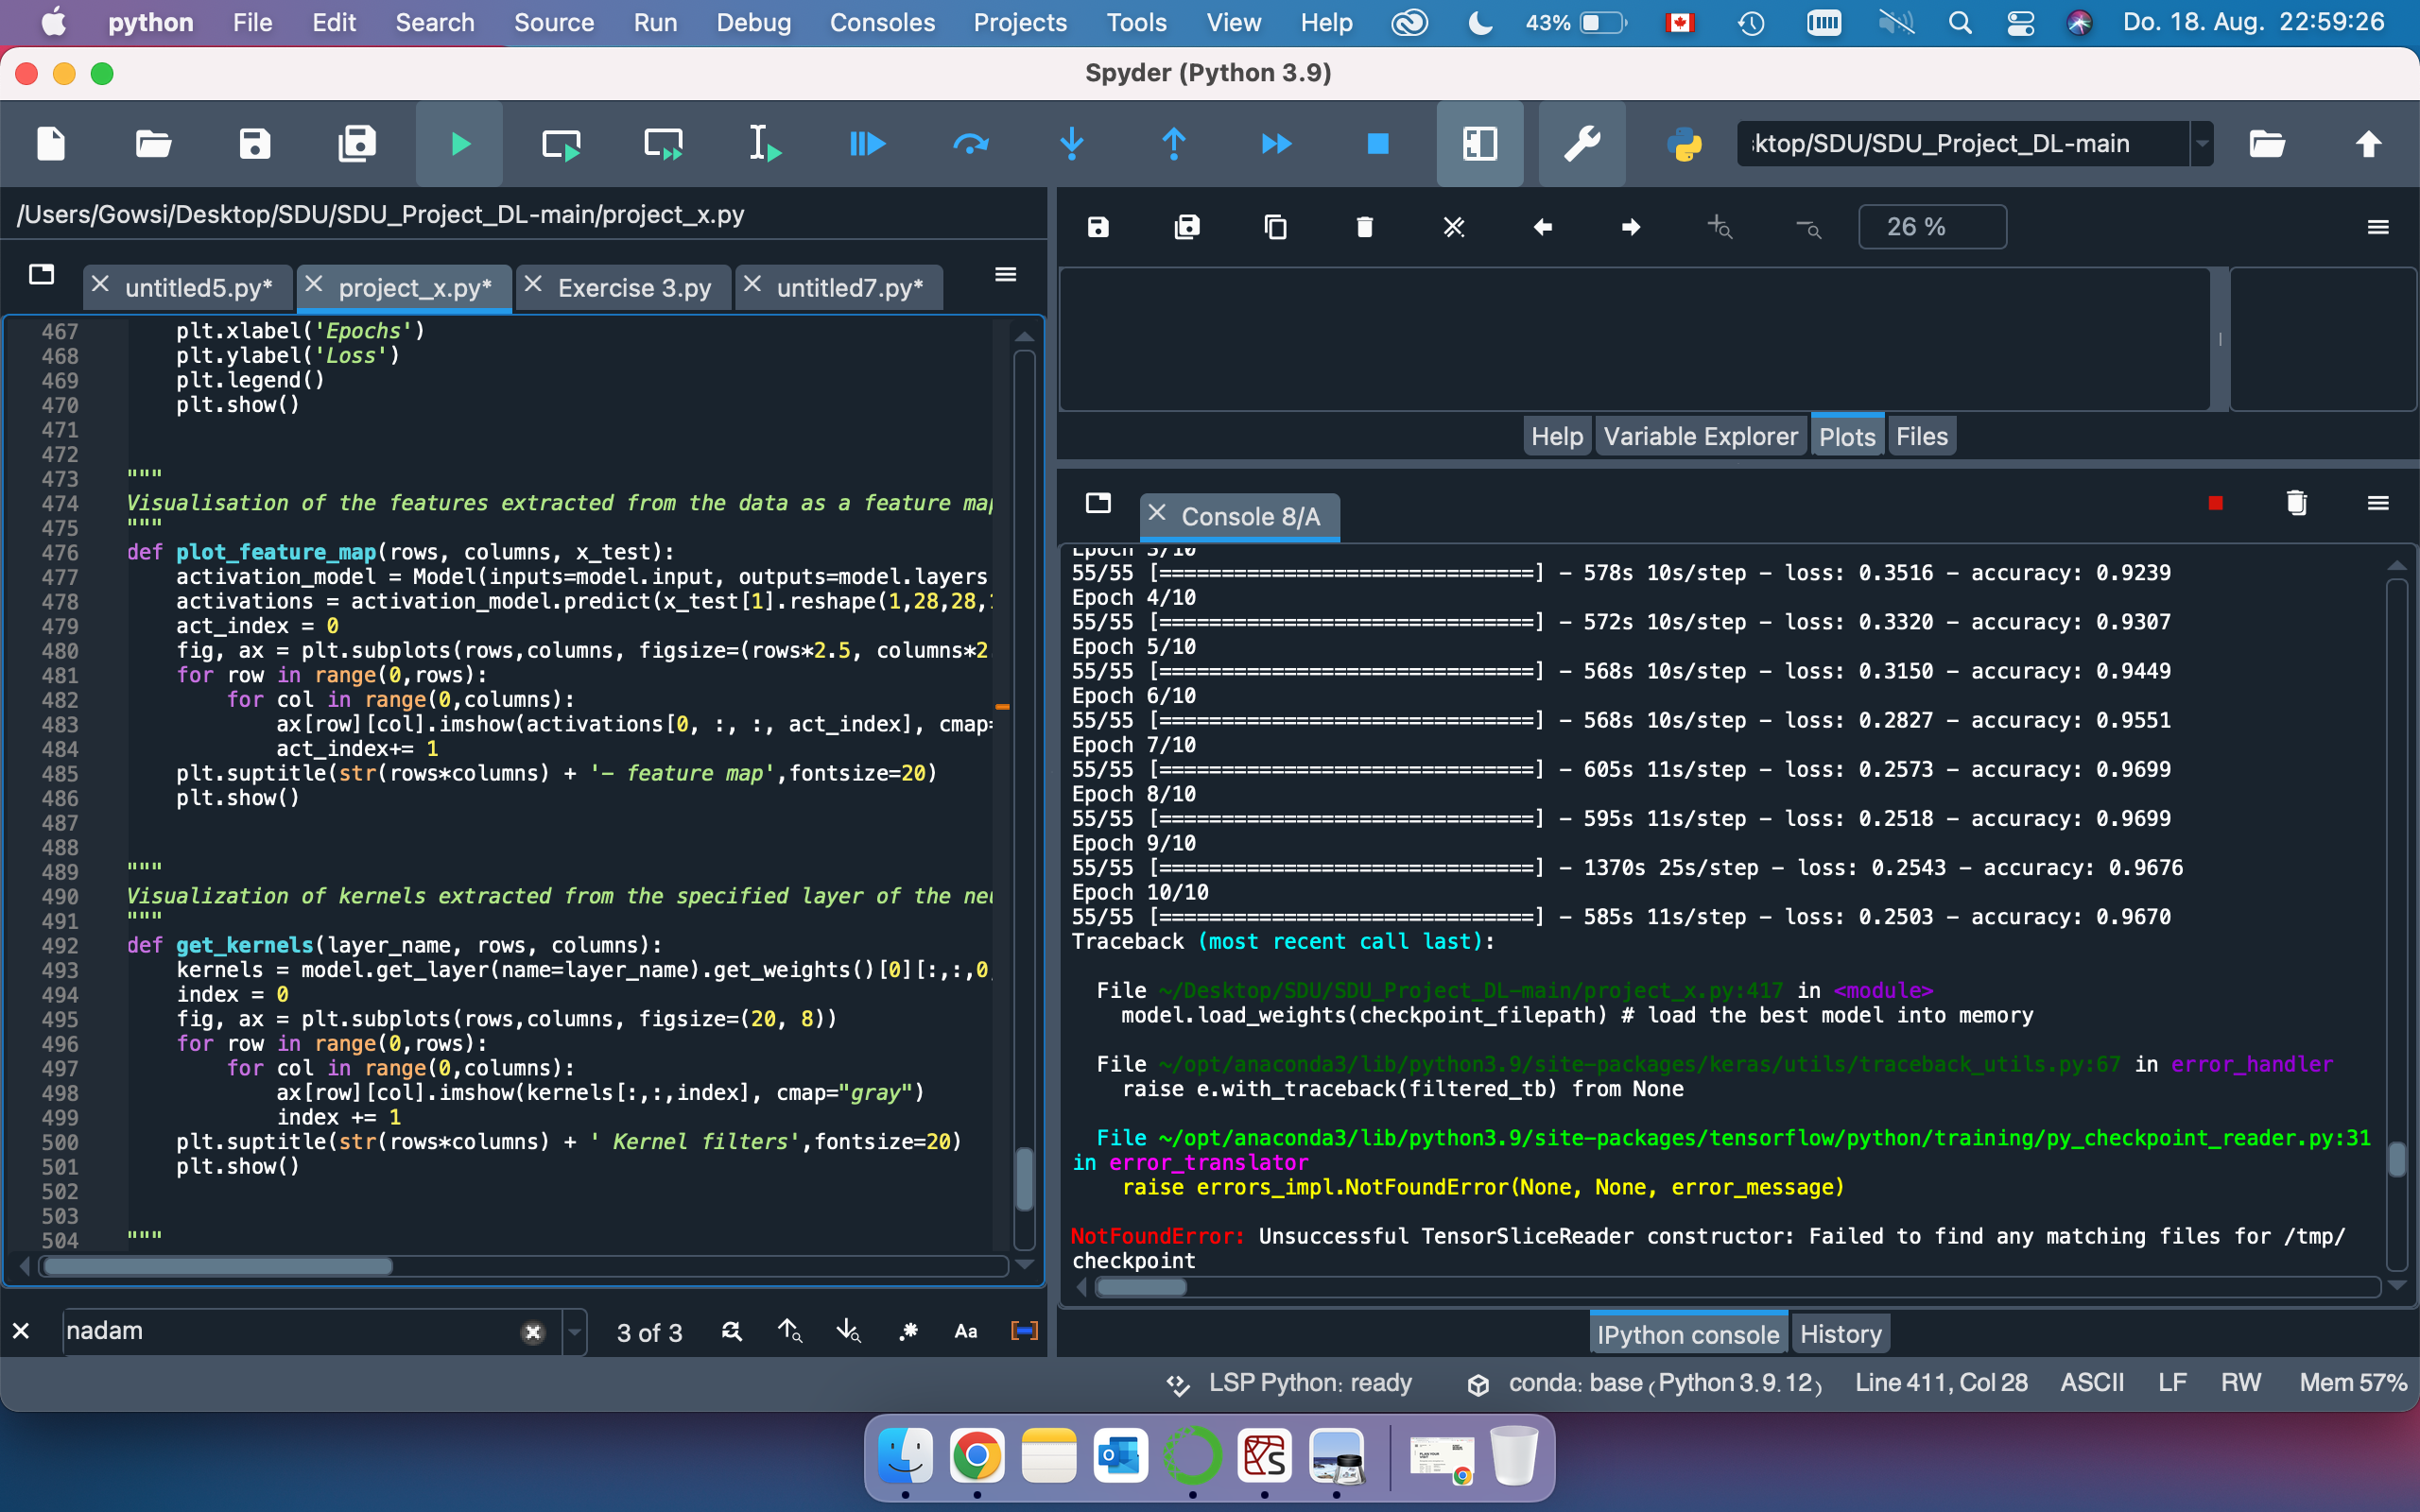 python File Edit Search Source Run Debug Consoles Projects Tools View Help 43% Do. 18. Aug. 22:59:26
Spyder (Python 3.9)
ktop/SDU/SDU_Project_DL-main
/Users/Gowsi/Desktop/SDU/SDU_Project_DL-main/project_x.py
untitled5.py* project_x.py* Exercise 3.py untitled7.py*
467 plt.xlabel('Epochs')
468 plt.ylabel('Loss')
469 plt.legend()
470 plt.show()
471
472
473 """
474 Visualisation of the features extracted from the data as a feature map
475 """
476 def plot_feature_map(rows, columns, x_test):
477 activation_model = Model(inputs=model.input, outputs=model.layers
478 activations = activation_model.predict(x_test[1].reshape(1,28,28,1
479 act_index = 0
480 fig, ax = plt.subplots(rows,columns, figsize=(rows*2.5, columns*2
481 for row in range(0,rows):
482 for col in range(0,columns):
483 ax[row][col].imshow(activations[0, :, :, act_index], cmap=
484 act_index+= 1
485 plt.suptitle(str(rows*columns) + '- feature map',fontsize=20)
486 plt.show()
487
488
489 """
490 Visualization of kernels extracted from the specified layer of the neu
491 """
492 def get_kernels(layer_name, rows, columns):
493 kernels = model.get_layer(name=layer_name).get_weights()[0][:,:,0,
494 index = 0
495 fig, ax = plt.subplots(rows,columns, figsize=(20, 8))
496 for row in range(0,rows):
497 for col in range(0,columns):
498 ax[row][col].imshow(kernels[:,:,index], cmap="gray")
499 index += 1
500 plt.suptitle(str(rows*columns) + ' Kernel filters',fontsize=20)
501 plt.show()
502
503
504 """
nadam 3 of 3 .* Aa
26 %
Help Variable Explorer Plots Files
Console 8/A
Epoch 3/10
55/55 [==============================] - 578s 10s/step - loss: 0.3516 - accuracy: 0.9239
Epoch 4/10
55/55 [==============================] - 572s 10s/step - loss: 0.3320 - accuracy: 0.9307
Epoch 5/10
55/55 [==============================] - 568s 10s/step - loss: 0.3150 - accuracy: 0.9449
Epoch 6/10
55/55 [==============================] - 568s 10s/step - loss: 0.2827 - accuracy: 0.9551
Epoch 7/10
55/55 [==============================] - 605s 11s/step - loss: 0.2573 - accuracy: 0.9699
Epoch 8/10
55/55 [==============================] - 595s 11s/step - loss: 0.2518 - accuracy: 0.9699
Epoch 9/10
55/55 [==============================] - 1370s 25s/step - loss: 0.2543 - accuracy: 0.9676
Epoch 10/10
55/55 [==============================] - 585s 11s/step - loss: 0.2503 - accuracy: 0.9670
Traceback (most recent call last):
File ~/Desktop/SDU/SDU_Project_DL-main/project_x.py:417 in <module>
model.load_weights(checkpoint_filepath) # load the best model into memory
File ~/opt/anaconda3/lib/python3.9/site-packages/keras/utils/traceback_utils.py:67 in error_handler
raise e.with_traceback(filtered_tb) from None
File ~/opt/anaconda3/lib/python3.9/site-packages/tensorflow/python/training/py_checkpoint_reader.py:31
in error_translator
raise errors_impl.NotFoundError(None, None, error_message)
NotFoundError: Unsuccessful TensorSliceReader constructor: Failed to find any matching files for /tmp/
checkpoint
IPython console History
LSP Python: ready conda: base (Python 3.9.12) Line 411, Col 28 ASCII LF RW Mem 57%